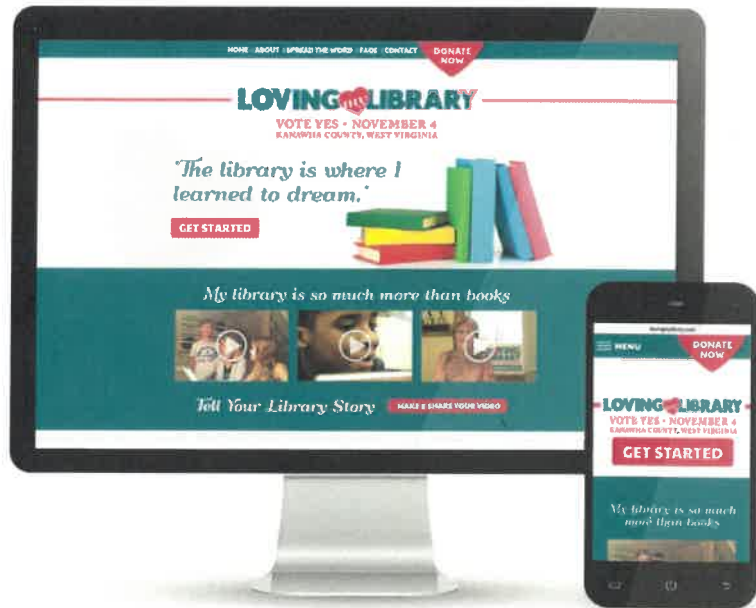 HOME ABOUT SPREAD THE WORD FAQS CONTACT
DONATE
NOW
LOVING my LIBRARY
VOTE YES • NOVEMBER 4
KANAWHA COUNTY, WEST VIRGINIA
"The library is where I
learned to dream."
GET STARTED
My library is so much more than books
Tell Your Library Story
MAKE & SHARE YOUR VIDEO
MENU
DONATE
NOW
LOVING my LIBRARY
VOTE YES • NOVEMBER 4
KANAWHA COUNTY, WEST VIRGINIA
GET STARTED
My library is so much
more than books